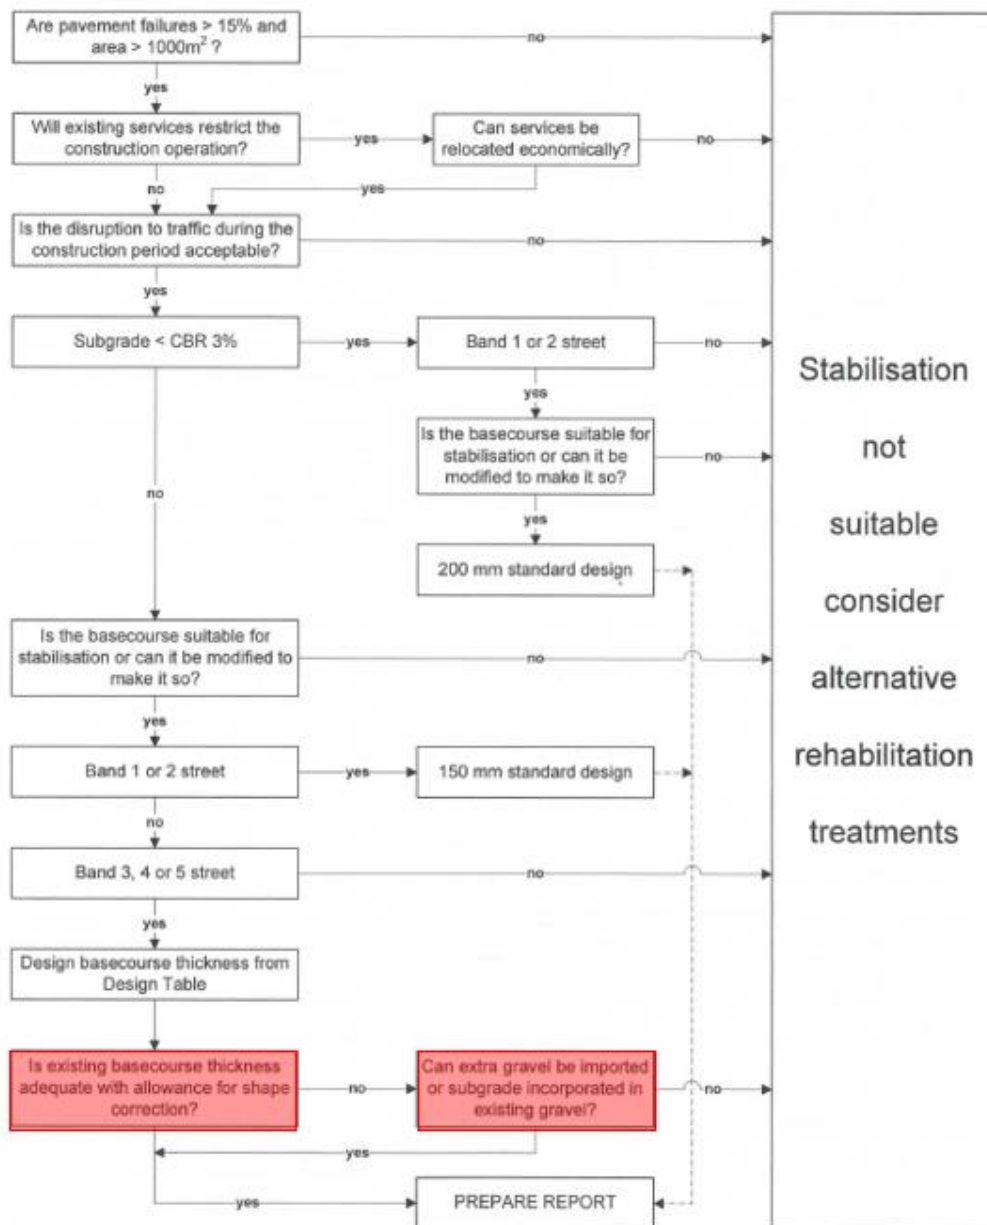 Are pavement failures > 15% and
area > 1000m² ?
no
yes
Will existing services restrict the
construction operation?
yes
Can services be
relocated economically?
no
no
yes
Is the disruption to traffic during the
construction period acceptable?
no
yes
Subgrade < CBR 3%
yes
Band 1 or 2 street
no
yes
Is the basecourse suitable for
stabilisation or can it be
modified to make it so?
no
no
yes
200 mm standard design
Is the basecourse suitable for
stabilisation or can it be modified to
make it so?
no
yes
Band 1 or 2 street
yes
150 mm standard design
no
Band 3, 4 or 5 street
no
yes
Design basecourse thickness from
Design Table
Is existing basecourse thickness
adequate with allowance for shape
correction?
no
Can extra gravel be imported
or subgrade incorporated in
existing gravel?
no
yes
yes
PREPARE REPORT
Stabilisation
not
suitable
consider
alternative
rehabilitation
treatments